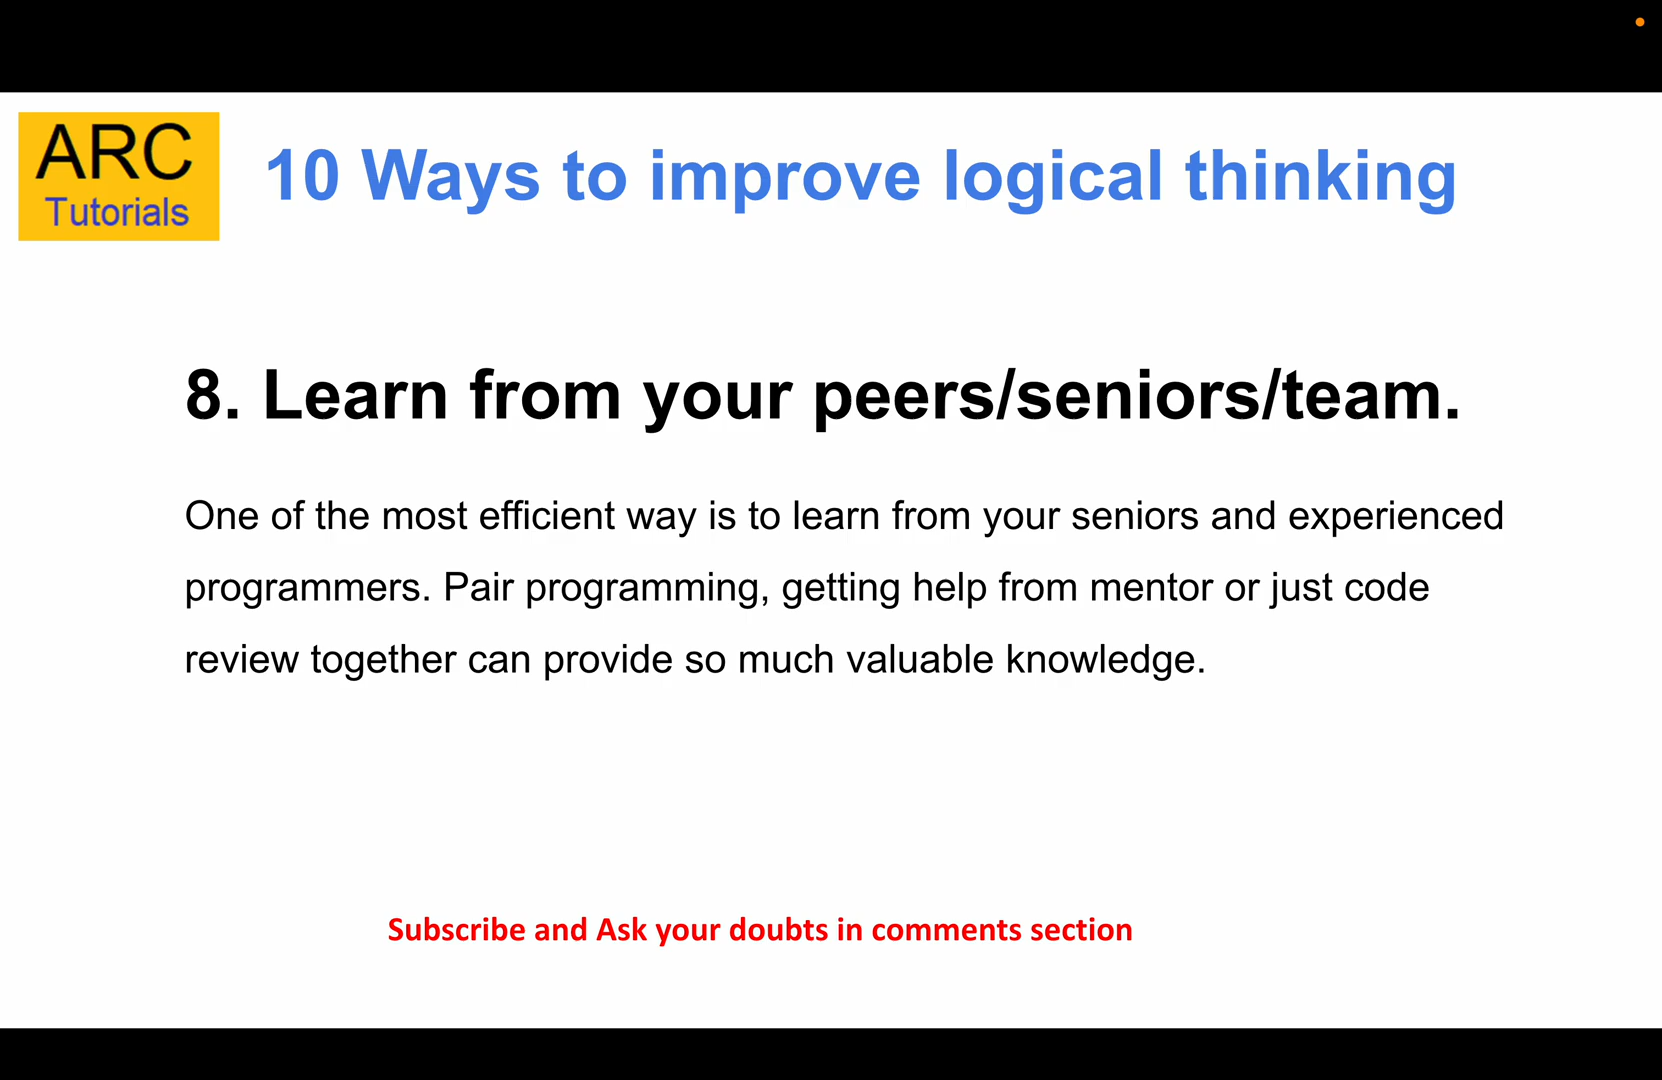 ARC
Tutorials
10 Ways to improve logical thinking
8. Learn from your peers/seniors/team.
One of the most efficient way is to learn from your seniors and experienced
programmers. Pair programming, getting help from mentor or just code
review together can provide so much valuable knowledge.
Subscribe and Ask your doubts in comments section